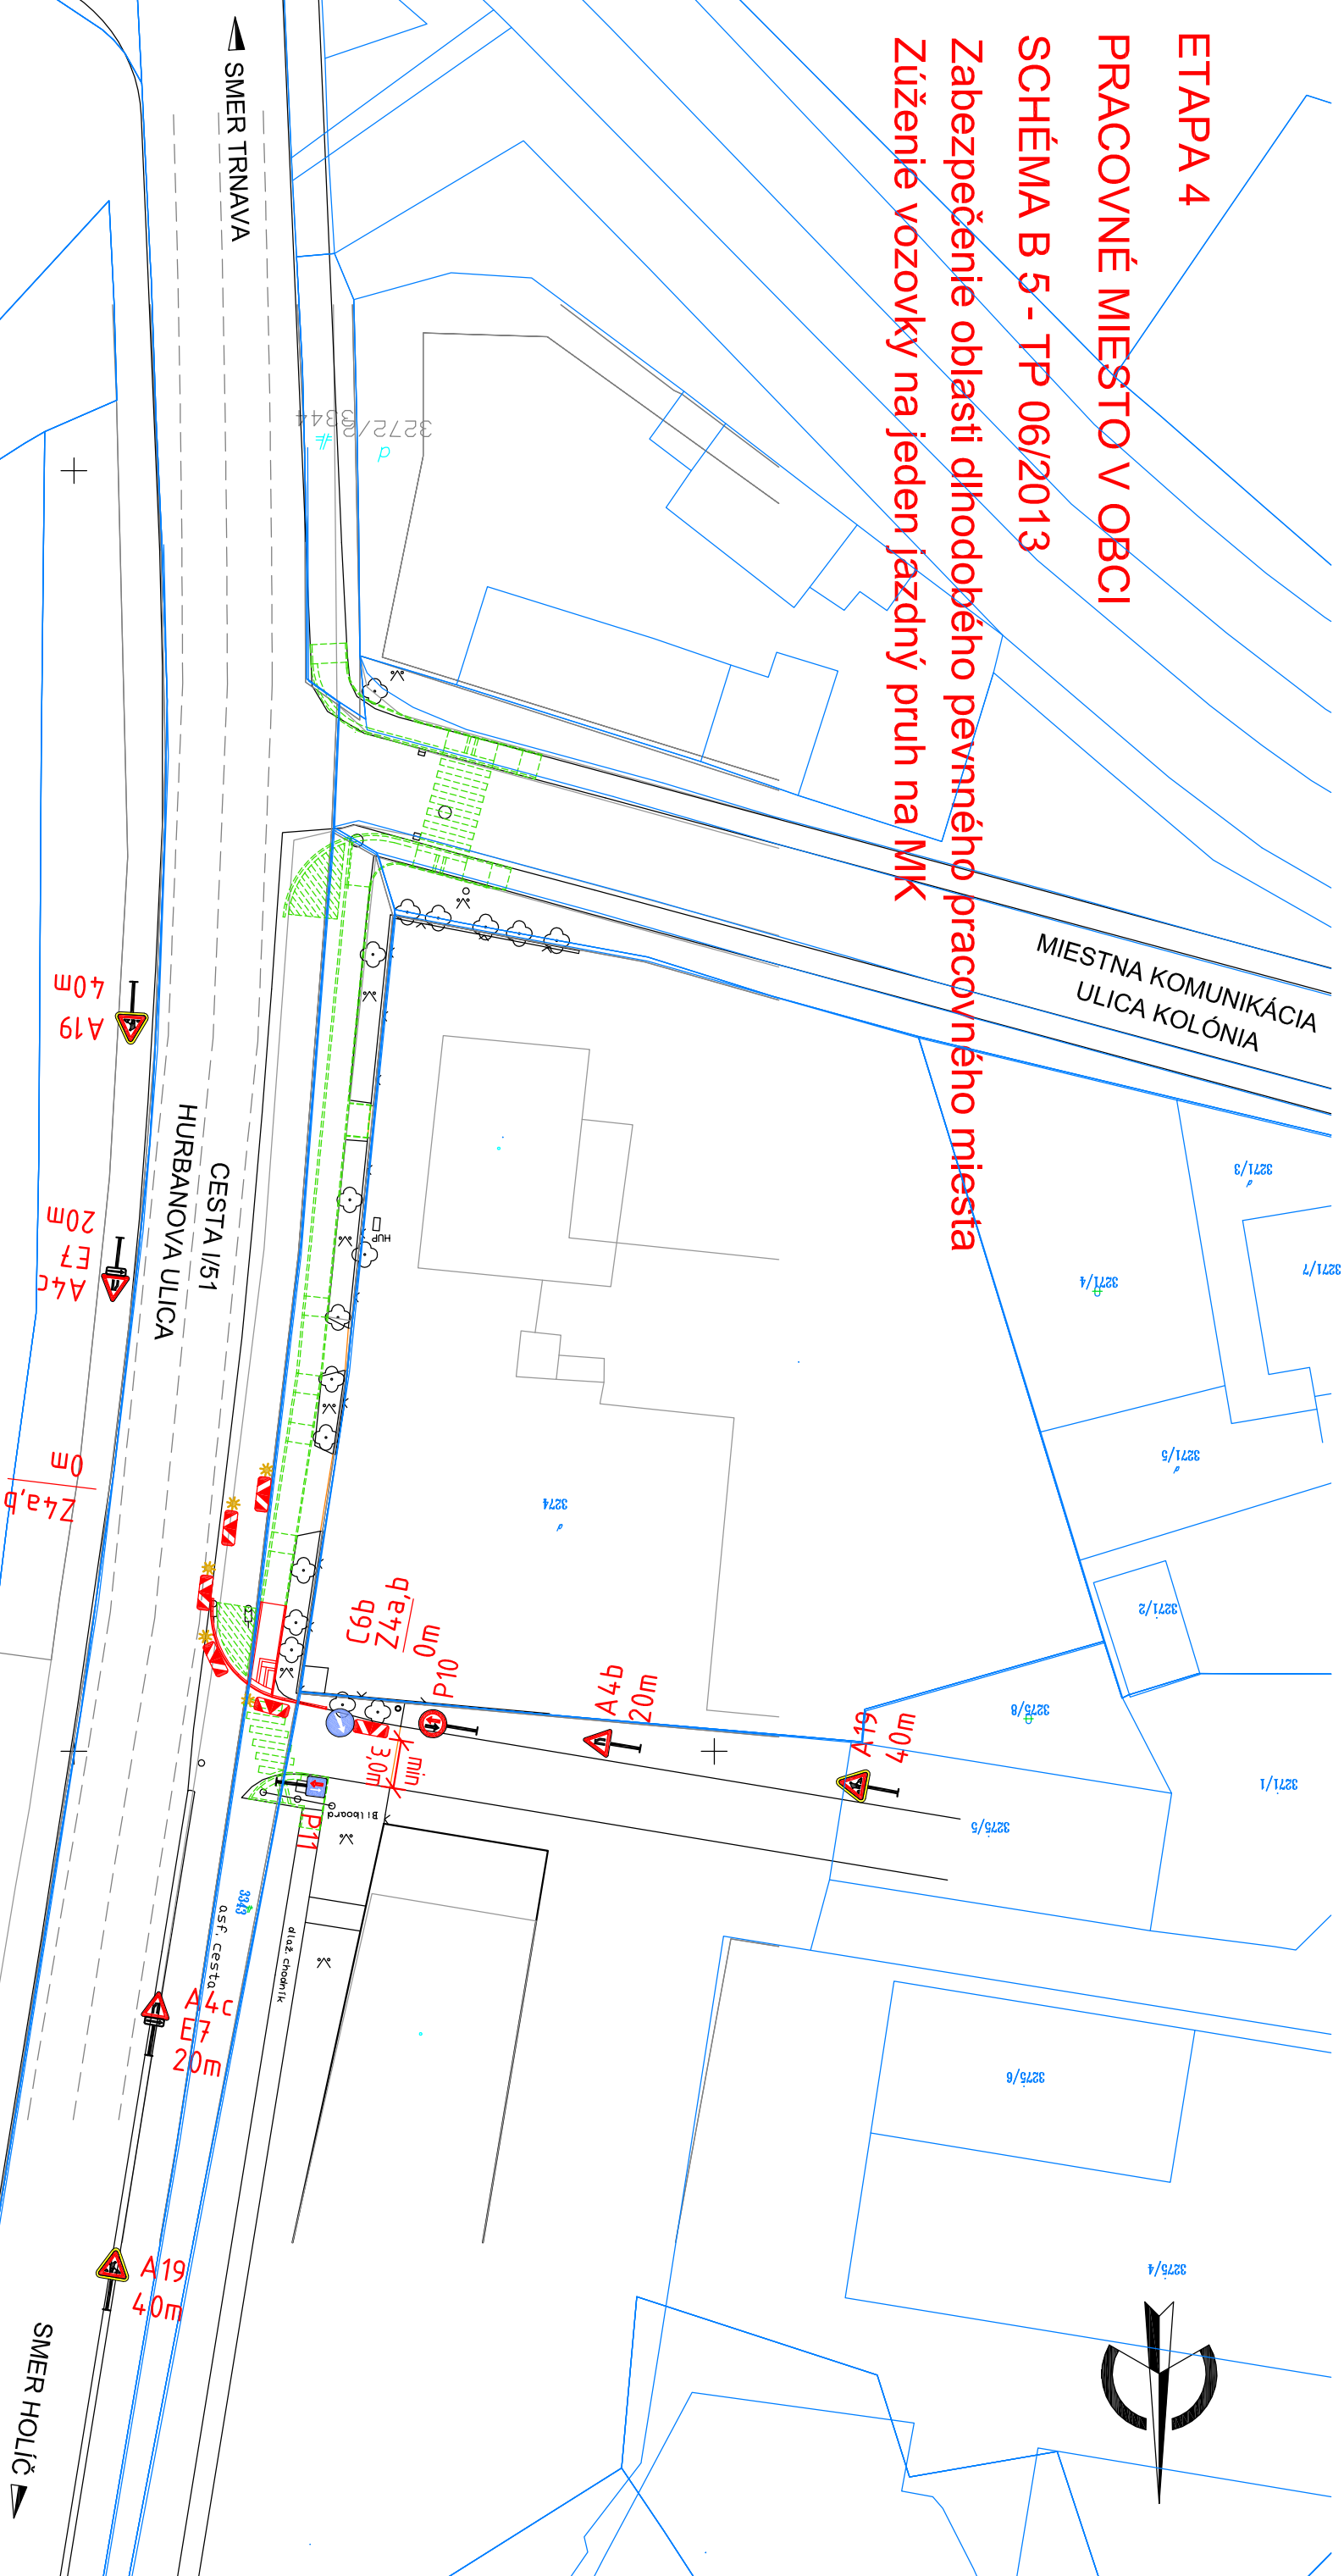 ETAPA 4
PRACOVNÉ MIESTO V OBCI
SCHÉMA B 5 - TP 06/2013
Zabezpečenie oblasti dlhodobého pevného pracovného miesta
Zúženie vozovky na jeden jazdný pruh na MK
SMER TRNAVA
3344
3272/3
MIESTNA KOMUNIKÁCIA
ULICA KOLÓNIA
A19
40m
A4c
E7
20m
CESTA I/51
HURBANOVA ULICA
HUP
Z4a,b
0m
3271/3
3271/7
3271/4
3271/5
3271/2
3274
C6b
Z4a,b
0m
P10
A4b
20m
A19
40m
min
3,0m
P11
Billboard
3275/8
3271/1
3275/5
3343
asf. cesta
dlaž. chodník
A4c
E7
20m
3275/6
A19
40m
3275/4
SMER HOLÍČ